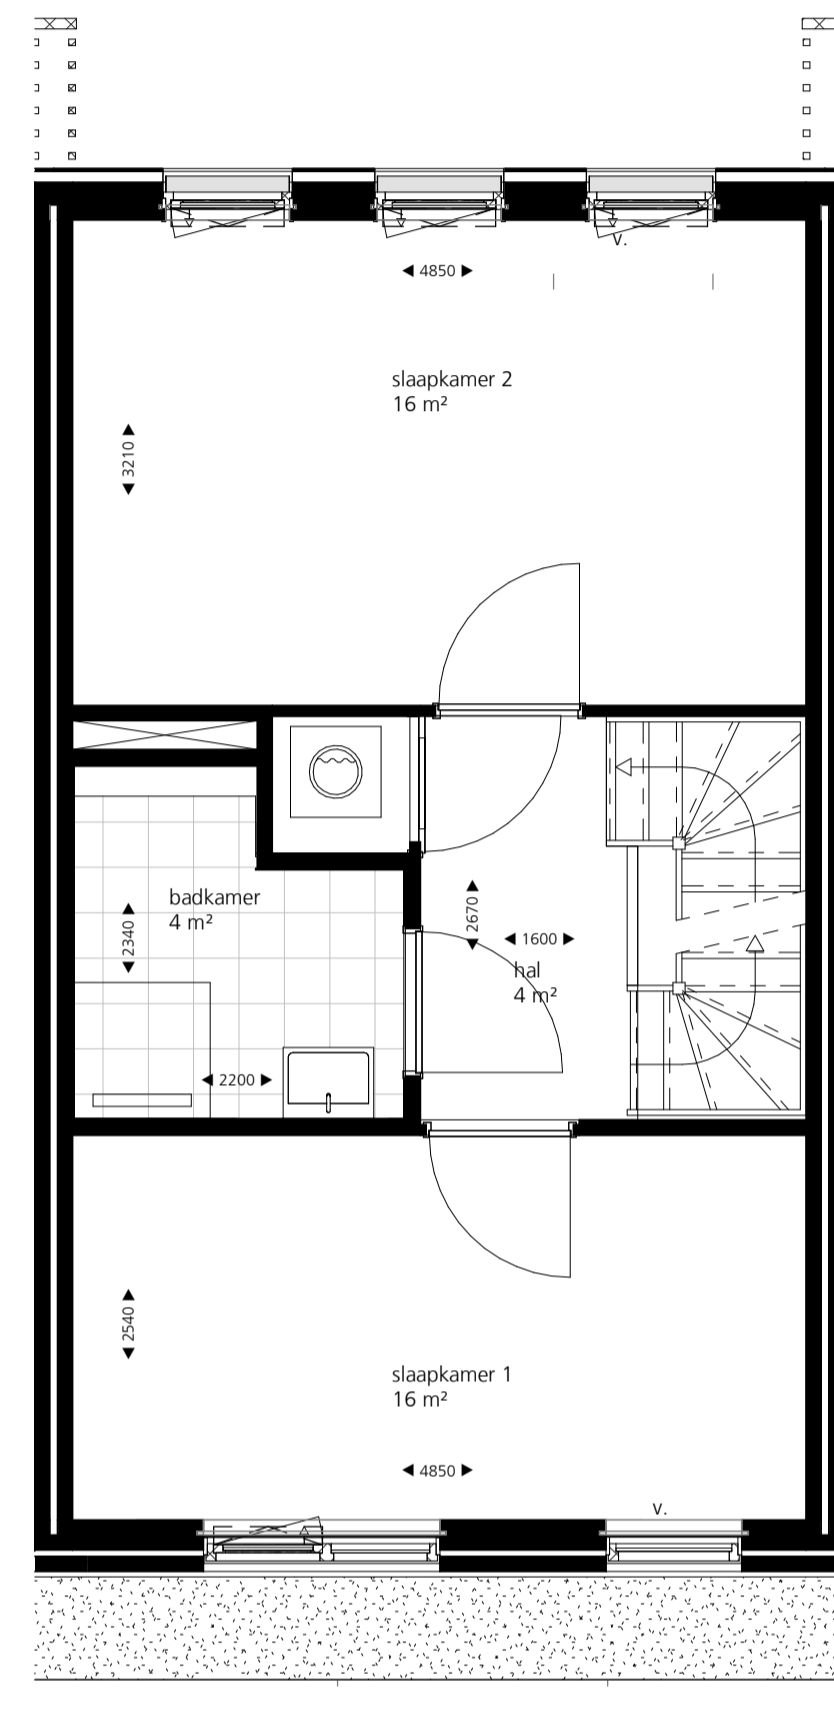 v.
4850
slaapkamer 2
16 m²
3210
badkamer
4 m²
2340
2670
1600
hal
4 m²
2200
2540
slaapkamer 1
16 m²
4850
v.